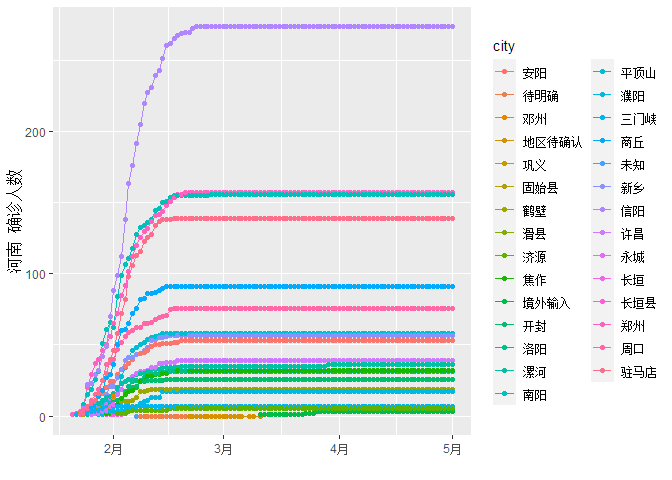 河南 确诊人数
200
100
0
2月
3月
4月
5月
city
安阳
待明确
邓州
地区待确认
巩义
固始县
鹤壁
滑县
济源
焦作
境外输入
开封
洛阳
漯河
南阳
平顶山
濮阳
三门峡
商丘
未知
新乡
信阳
许昌
永城
长垣
长垣县
郑州
周口
驻马店